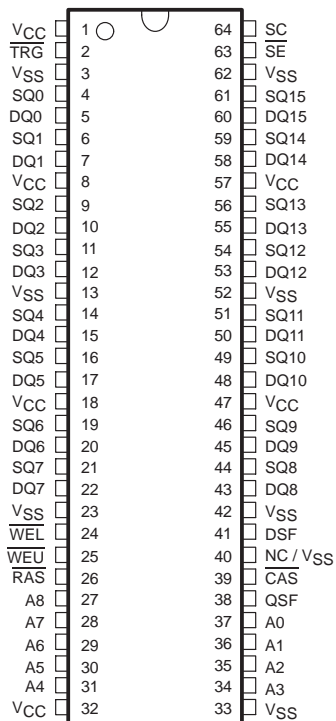 VCC 1 64 SC
TRG 2 63 SE
VSS 3 62 VSS
SQ0 4 61 SQ15
DQ0 5 60 DQ15
SQ1 6 59 SQ14
DQ1 7 58 DQ14
VCC 8 57 VCC
SQ2 9 56 SQ13
DQ2 10 55 DQ13
SQ3 11 54 SQ12
DQ3 12 53 DQ12
VSS 13 52 VSS
SQ4 14 51 SQ11
DQ4 15 50 DQ11
SQ5 16 49 SQ10
DQ5 17 48 DQ10
VCC 18 47 VCC
SQ6 19 46 SQ9
DQ6 20 45 DQ9
SQ7 21 44 SQ8
DQ7 22 43 DQ8
VSS 23 42 VSS
WEL 24 41 DSF
WEU 25 40 NC / VSS
RAS 26 39 CAS
A8 27 38 QSF
A7 28 37 A0
A6 29 36 A1
A5 30 35 A2
A4 31 34 A3
VCC 32 33 VSS